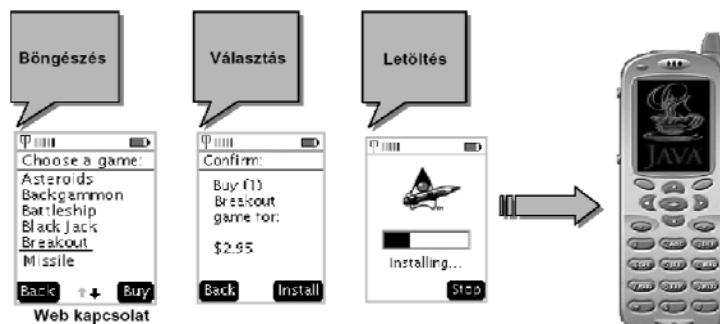 Böngészés
Választás
Letöltés
Choose a game:
Asteroids
Backgammon
Battleship
Black Jack
Breakout
Missile
Back
Buy
Web kapcsolat
Confirm:
Buy (1)
Breakout
game for:
$2.95
Back
Install
Installing...
Stop
JAVA